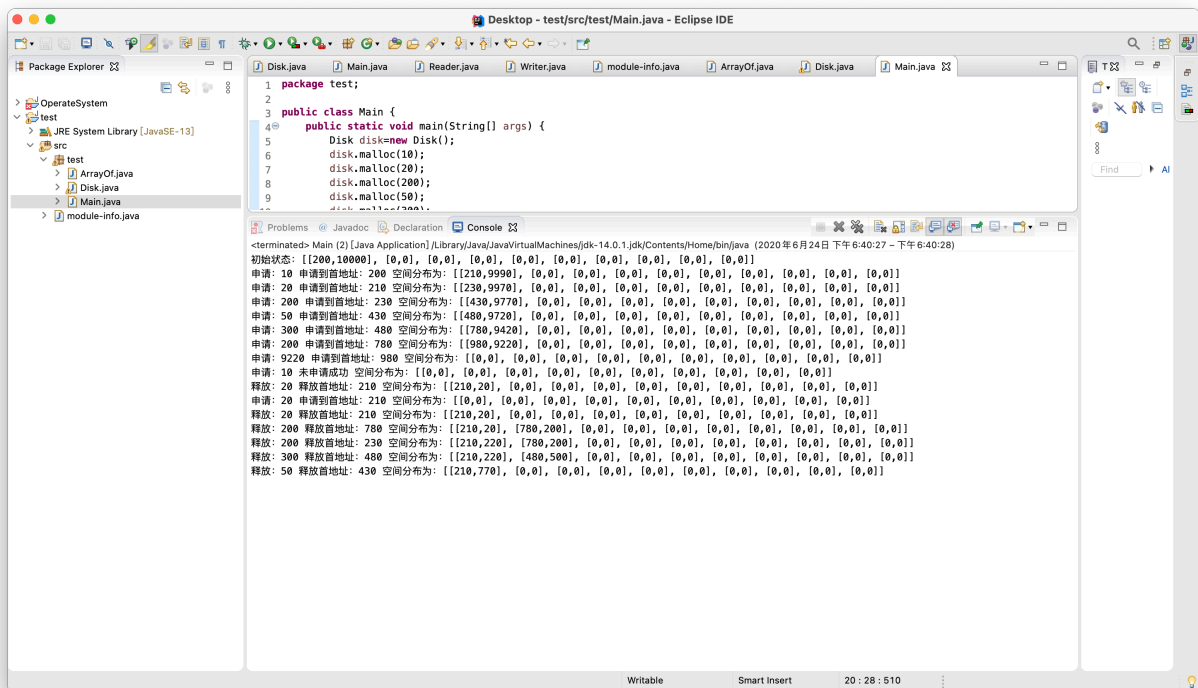 Desktop - test/src/test/Main.java - Eclipse IDE
Package Explorer
OperateSystem
test
JRE System Library [JavaSE-13]
src
test
ArrayOf.java
Disk.java
Main.java
module-info.java
Disk.java Main.java Reader.java Writer.java module-info.java ArrayOf.java Disk.java Main.java
1 package test;
2
3 public class Main {
4 public static void main(String[] args) {
5 Disk disk=new Disk();
6 disk.malloc(10);
7 disk.malloc(20);
8 disk.malloc(200);
9 disk.malloc(50);
Problems Javadoc Declaration Console
<terminated> Main (2) [Java Application] /Library/Java/JavaVirtualMachines/jdk-14.0.1.jdk/Contents/Home/bin/java (2020年6月24日 下午6:40:27 – 下午6:40:28)
初始状态：[[200,10000], [0,0], [0,0], [0,0], [0,0], [0,0], [0,0], [0,0], [0,0], [0,0]]
申请：10 申请到首地址：200 空间分布为：[[210,9990], [0,0], [0,0], [0,0], [0,0], [0,0], [0,0], [0,0], [0,0], [0,0]]
申请：20 申请到首地址：210 空间分布为：[[230,9970], [0,0], [0,0], [0,0], [0,0], [0,0], [0,0], [0,0], [0,0], [0,0]]
申请：200 申请到首地址：230 空间分布为：[[430,9770], [0,0], [0,0], [0,0], [0,0], [0,0], [0,0], [0,0], [0,0], [0,0]]
申请：50 申请到首地址：430 空间分布为：[[480,9720], [0,0], [0,0], [0,0], [0,0], [0,0], [0,0], [0,0], [0,0], [0,0]]
申请：300 申请到首地址：480 空间分布为：[[780,9420], [0,0], [0,0], [0,0], [0,0], [0,0], [0,0], [0,0], [0,0], [0,0]]
申请：200 申请到首地址：780 空间分布为：[[980,9220], [0,0], [0,0], [0,0], [0,0], [0,0], [0,0], [0,0], [0,0], [0,0]]
申请：9220 申请到首地址：980 空间分布为：[[0,0], [0,0], [0,0], [0,0], [0,0], [0,0], [0,0], [0,0], [0,0], [0,0]]
申请：10 未申请成功 空间分布为：[[0,0], [0,0], [0,0], [0,0], [0,0], [0,0], [0,0], [0,0], [0,0], [0,0]]
释放：20 释放首地址：210 空间分布为：[[210,20], [0,0], [0,0], [0,0], [0,0], [0,0], [0,0], [0,0], [0,0], [0,0]]
申请：20 申请到首地址：210 空间分布为：[[0,0], [0,0], [0,0], [0,0], [0,0], [0,0], [0,0], [0,0], [0,0], [0,0]]
释放：20 释放首地址：210 空间分布为：[[210,20], [0,0], [0,0], [0,0], [0,0], [0,0], [0,0], [0,0], [0,0], [0,0]]
释放：200 释放首地址：780 空间分布为：[[210,20], [780,200], [0,0], [0,0], [0,0], [0,0], [0,0], [0,0], [0,0], [0,0]]
释放：200 释放首地址：230 空间分布为：[[210,220], [780,200], [0,0], [0,0], [0,0], [0,0], [0,0], [0,0], [0,0], [0,0]]
释放：300 释放首地址：480 空间分布为：[[210,220], [480,500], [0,0], [0,0], [0,0], [0,0], [0,0], [0,0], [0,0], [0,0]]
释放：50 释放首地址：430 空间分布为：[[210,770], [0,0], [0,0], [0,0], [0,0], [0,0], [0,0], [0,0], [0,0], [0,0]]
T
Find Al
Writable Smart Insert 20 : 28 : 510